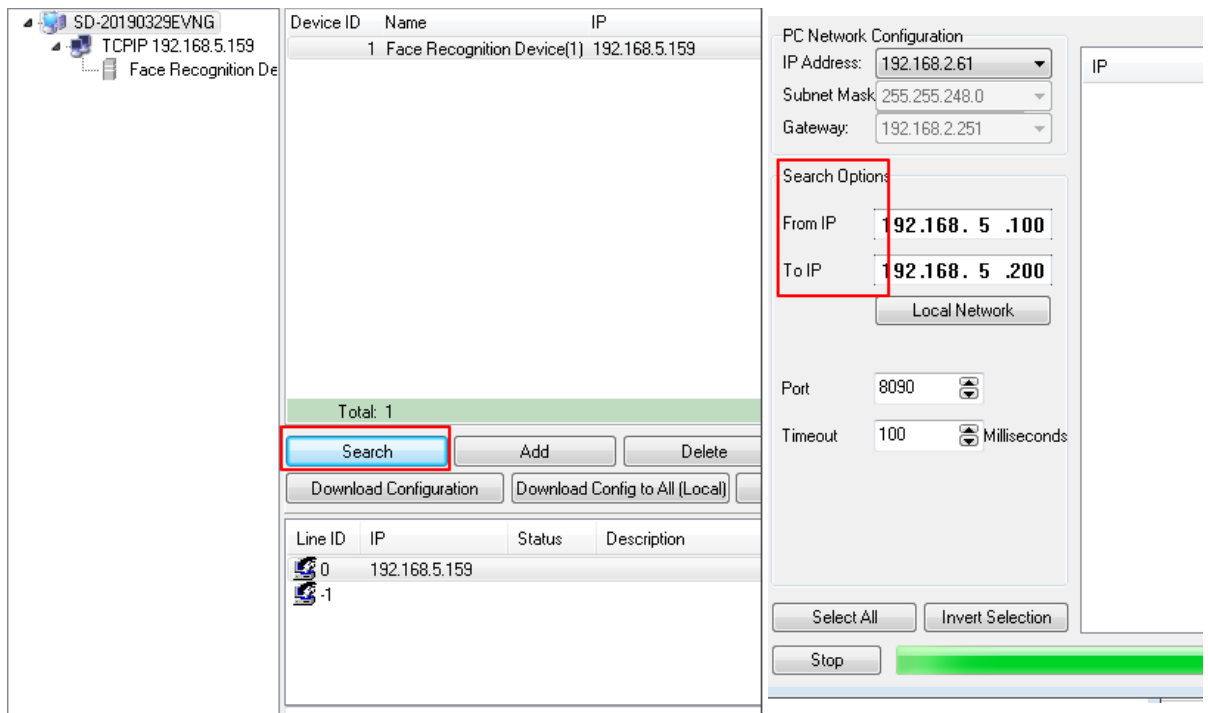 SD-20190329EVNG
TCPIP 192.168.5.159
Face Recognition De
Device ID Name IP
1 Face Recognition Device(1) 192.168.5.159
Total: 1
Search Add Delete
Download Configuration Download Config to All (Local)
Line ID IP Status Description
0 192.168.5.159
-1
PC Network Configuration
IP Address: 192.168.2.61
Subnet Mask 255.255.248.0
Gateway: 192.168.2.251
Search Options
From IP 192.168. 5 .100
To IP 192.168. 5 .200
Local Network
Port 8090
Timeout 100 Milliseconds
Select All Invert Selection
Stop
IP